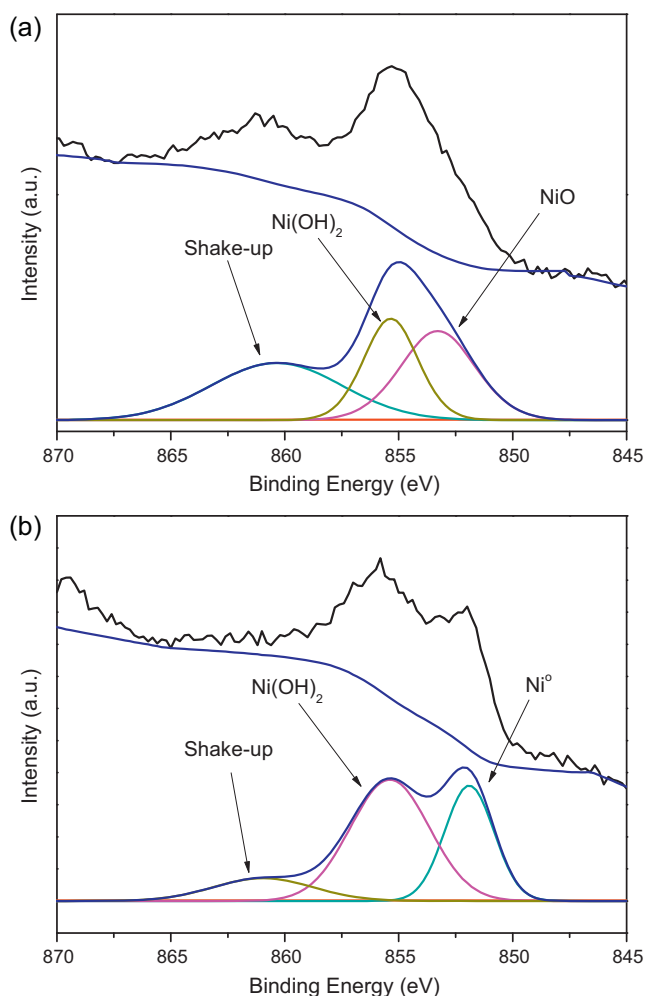 (a)
Intensity (a.u.)
Shake-up
Ni(OH)₂
NiO
870 865 860 855 850 845
Binding Energy (eV)
(b)
Intensity (a.u.)
Shake-up
Ni(OH)₂
Niº
870 865 860 855 850 845
Binding Energy (eV)